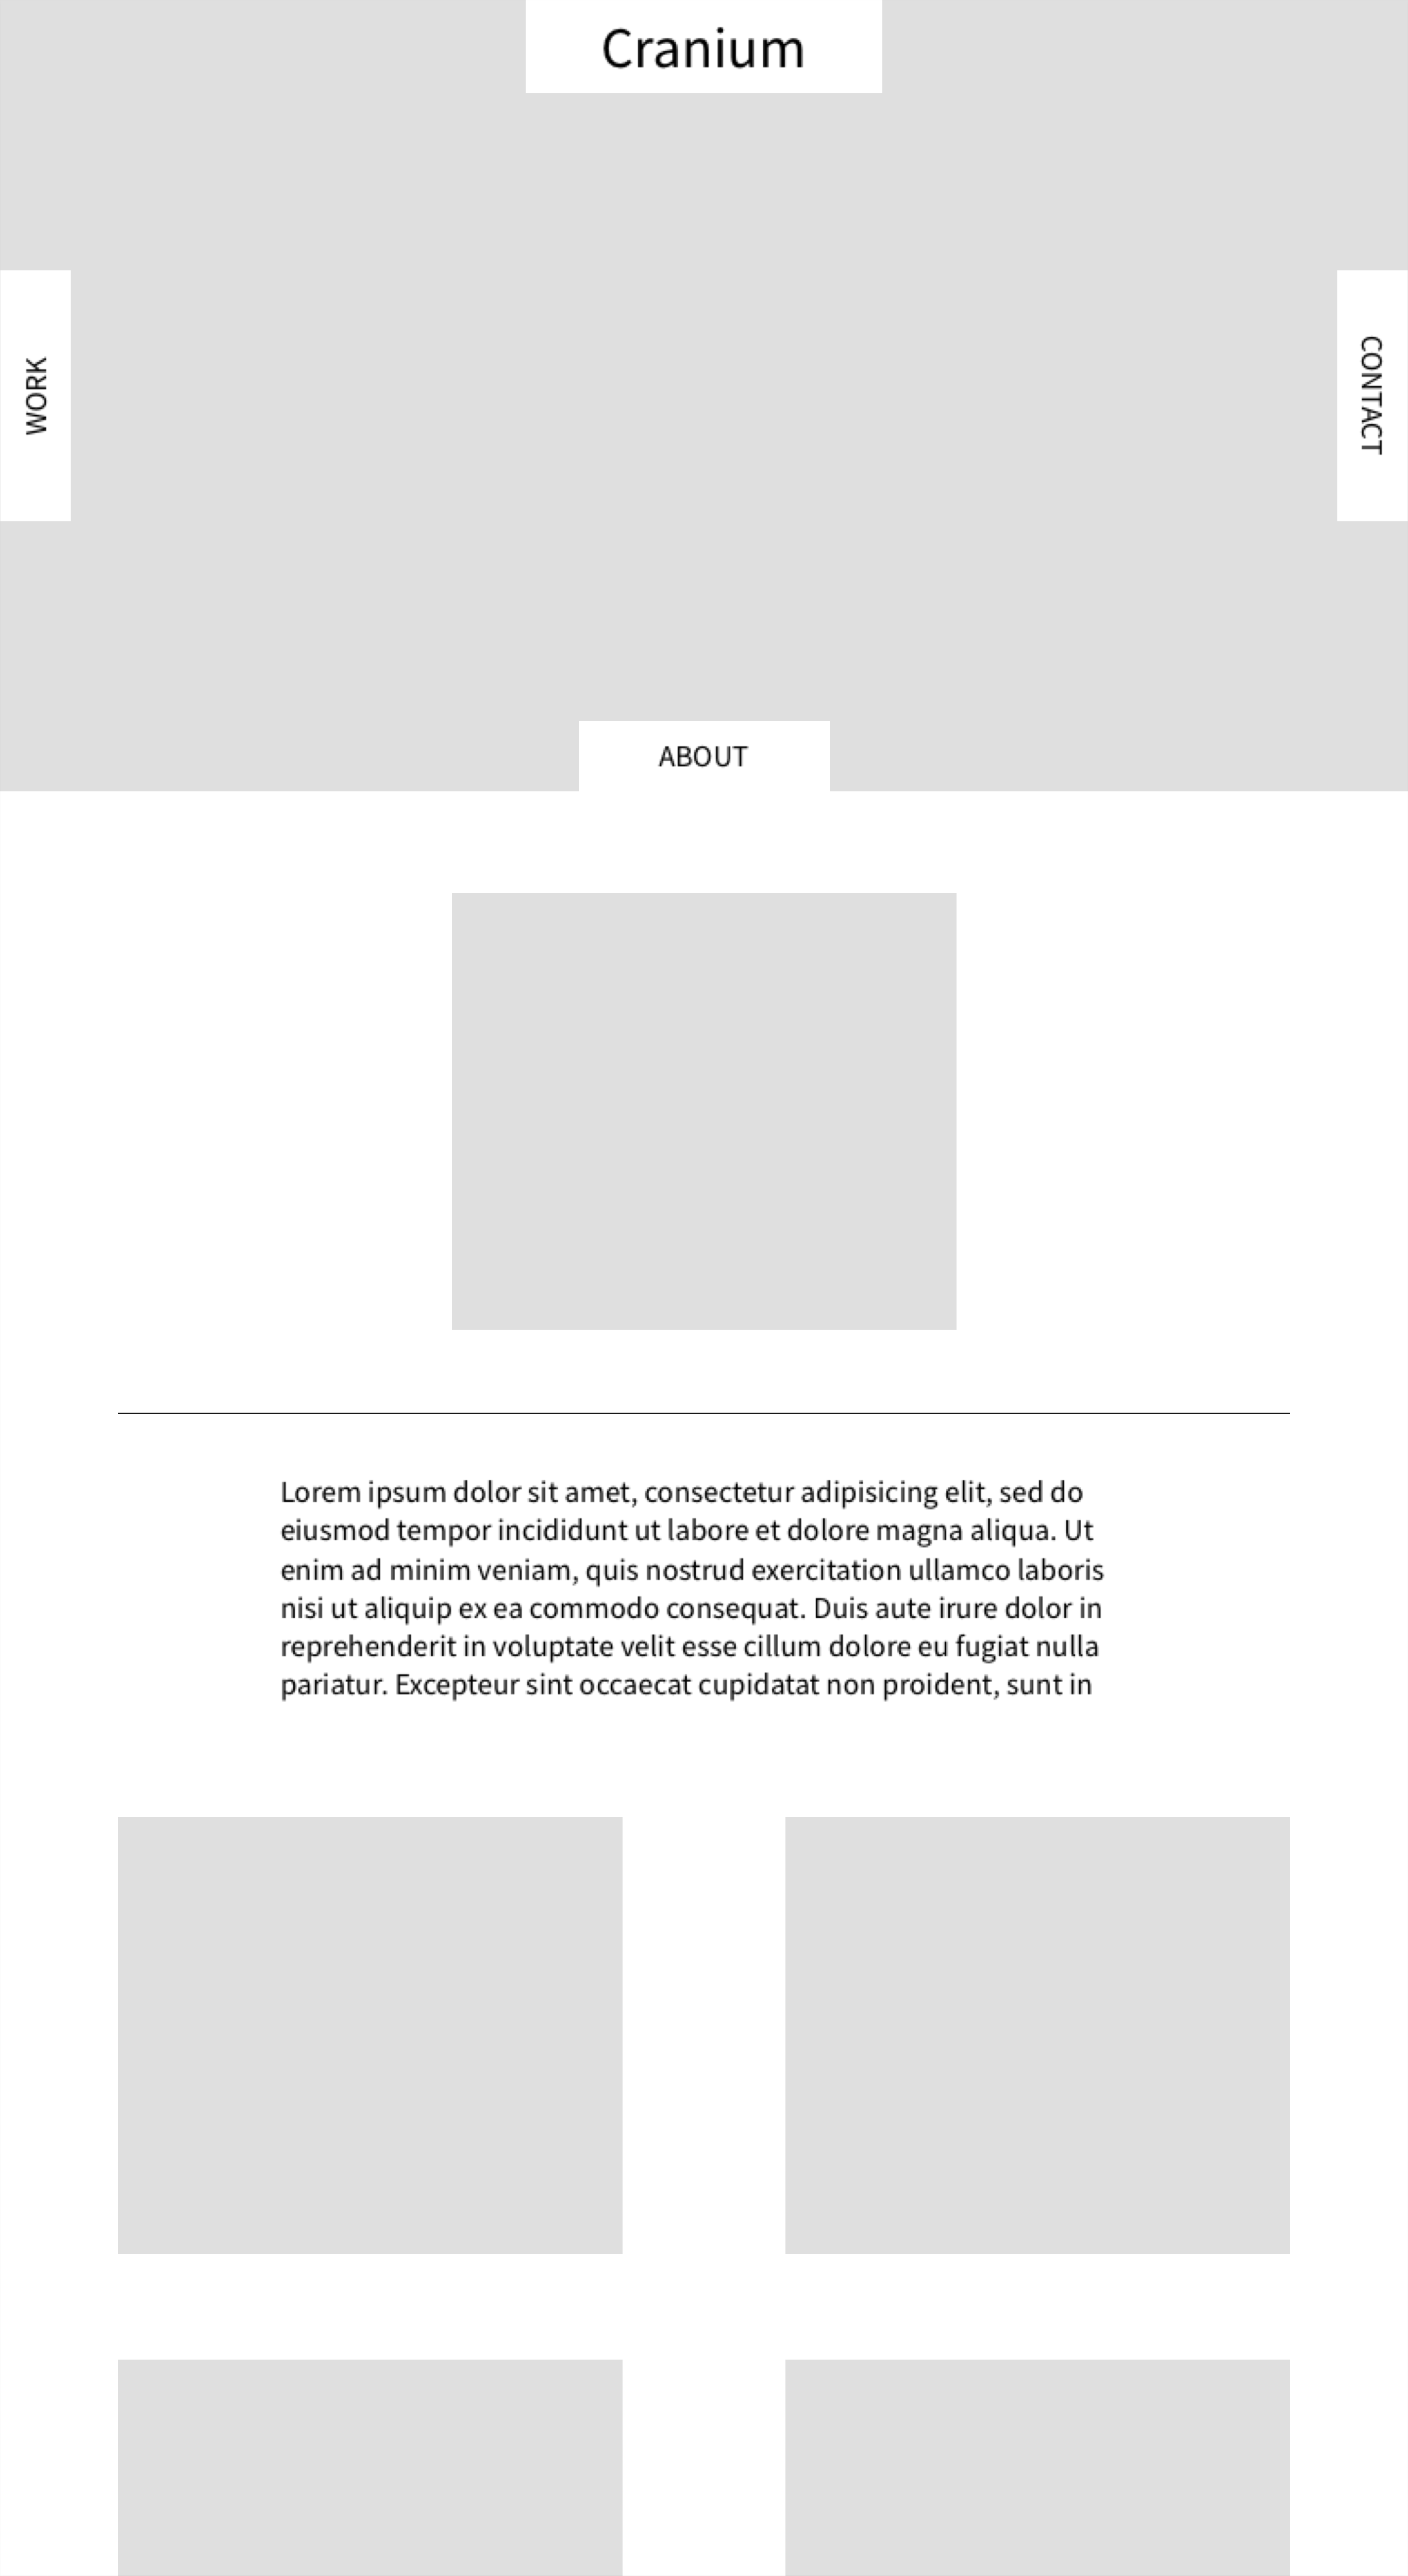 Cranium
WORK
CONTACT
ABOUT
Lorem ipsum dolor sit amet, consectetur adipisicing elit, sed do
eiusmod tempor incididunt ut labore et dolore magna aliqua. Ut
enim ad minim veniam, quis nostrud exercitation ullamco laboris
nisi ut aliquip ex ea commodo consequat. Duis aute irure dolor in
reprehenderit in voluptate velit esse cillum dolore eu fugiat nulla
pariatur. Excepteur sint occaecat cupidatat non proident, sunt in